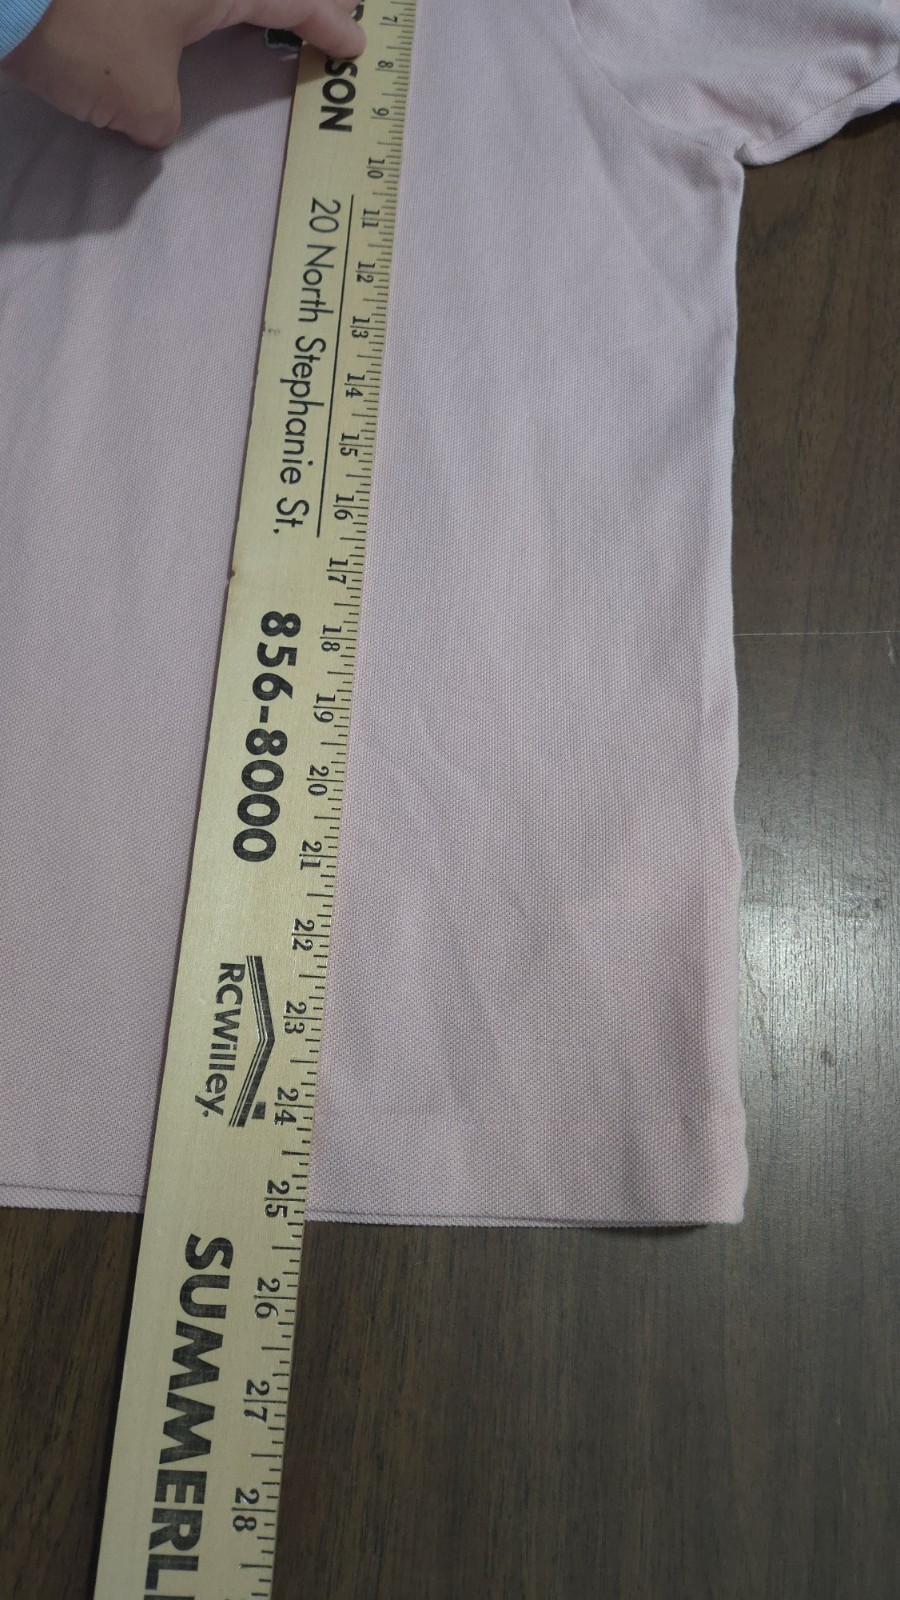 SON
20 North Stephanie St.
856-8000
RCWilley.
SUMMERL
7 8 9 10 11 12 13 14 15 16 17 18 19 20 21 22 23 24 25 26 27 28